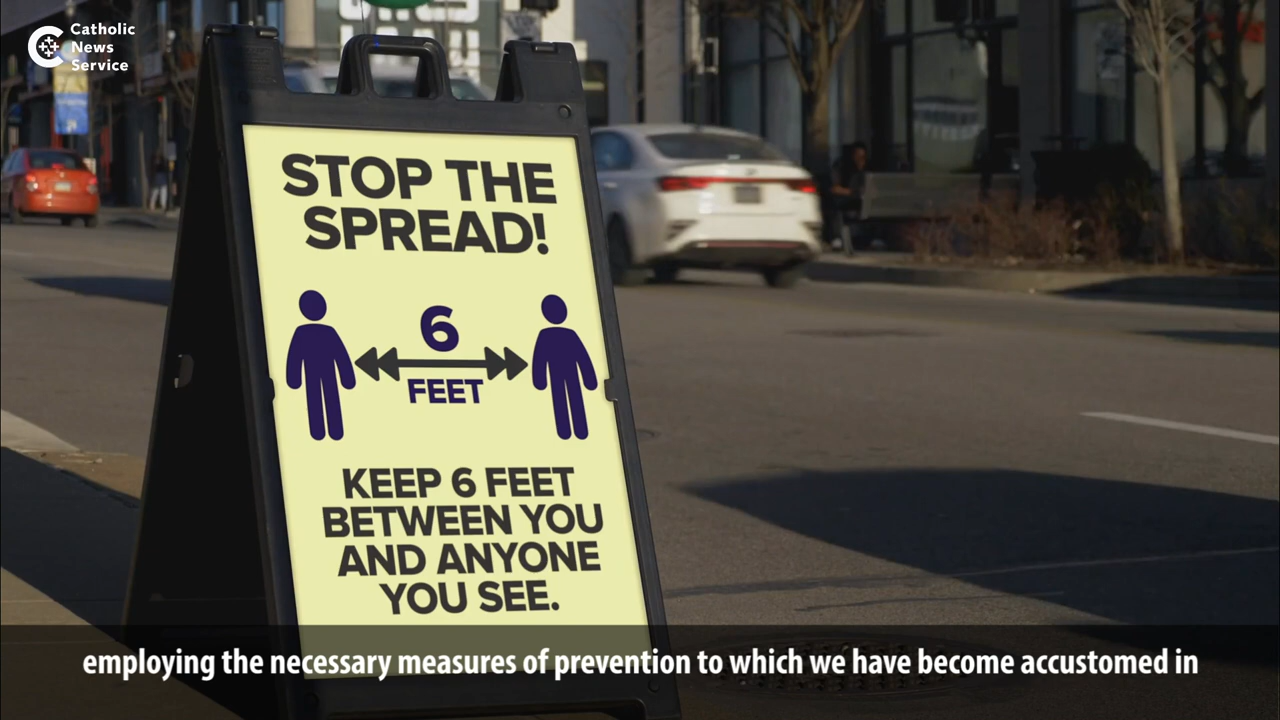 Catholic
News
Service
STOP THE
SPREAD!
6
FEET
KEEP 6 FEET
BETWEEN YOU
AND ANYONE
YOU SEE.
employing the necessary measures of prevention to which we have become accustomed in